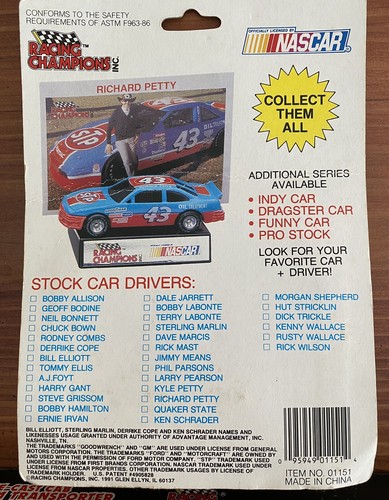 CONFORMS TO THE SAFETY
REQUIREMENTS OF ASTM F963-86
RACING
CHAMPIONS INC.
OFFICIALLY LICENSED BY
NASCAR
RICHARD PETTY
COLLECT
THEM
ALL
STP
43
ADDITIONAL SERIES
AVAILABLE
• INDY CAR
• DRAGSTER CAR
• FUNNY CAR
• PRO STOCK
LOOK FOR YOUR
FAVORITE CAR
+ DRIVER!
43
STP
43
RACING
CHAMPIONS
NASCAR
STOCK CAR DRIVERS:
BOBBY ALLISON
GEOFF BODINE
NEIL BONNETT
CHUCK BOWN
RODNEY COMBS
DERRIKE COPE
BILL ELLIOTT
TOMMY ELLIS
A.J.FOYT
HARRY GANT
STEVE GRISSOM
BOBBY HAMILTON
ERNIE IRVAN
DALE JARRETT
BOBBY LABONTE
TERRY LABONTE
STERLING MARLIN
DAVE MARCIS
RICK MAST
JIMMY MEANS
PHIL PARSONS
LARRY PEARSON
KYLE PETTY
RICHARD PETTY
QUAKER STATE
KEN SCHRADER
MORGAN SHEPHERD
HUT STRICKLIN
DICK TRICKLE
KENNY WALLACE
RUSTY WALLACE
RICK WILSON
BILL ELLIOTT, STERLING MARLIN, DERRIKE COPE AND KEN SCHRADER NAMES AND
LIKENESSES USAGE GRANTED UNDER AUTHORITY OF ADVANTAGE MANAGEMENT, INC.
NASHVILLE, TN.
THE TRADEMARKS "GOODWRENCH" AND "GM" ARE USED UNDER LICENSE FROM GENERAL
MOTORS CORPORATION. THE TRADEMARKS "FORD" AND "MOTORCRAFT" ARE OWNED BY
AND USED WITH THE PERMISSION OF FORD MOTOR COMPANY. "STP" TRADEMARK USED
UNDER LICENSE FROM FIRST BRANDS CORPORATION. NASCAR TRADEMARK USED UNDER
LICENSE FROM NASCAR PROPERTIES. OTHER TRADEMARK USAGES BY LICENSE OF
TRADEMARK HOLDER. U.S. PATENT #4905828
©RACING CHAMPIONS, INC. 1991 GLEN ELLYN, IL 60137
95949 01151 4
ITEM NO. 01151
MADE IN CHINA